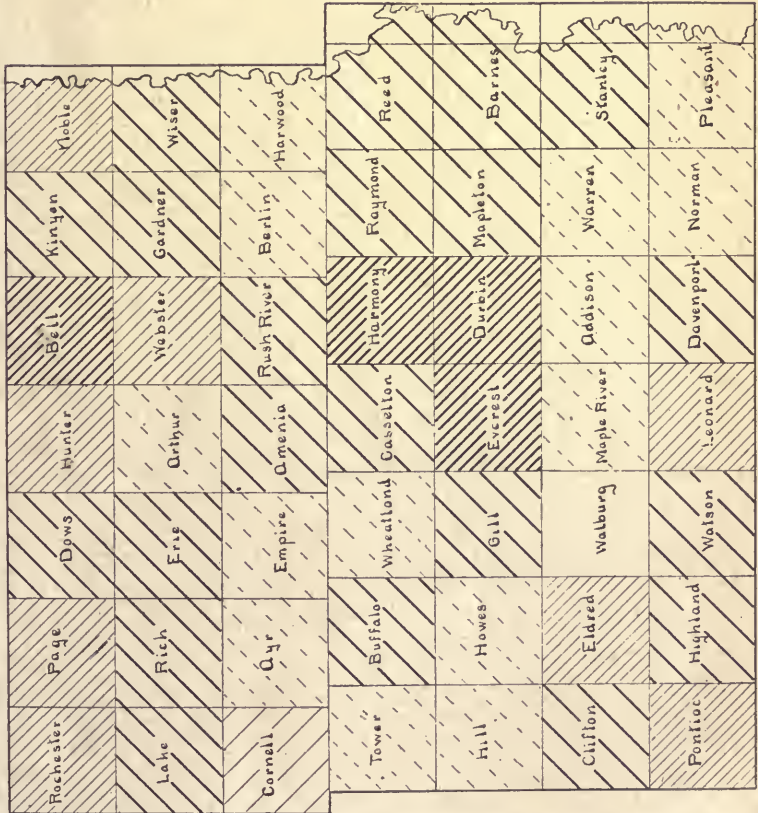 Rochester Page Dows Hunter Bell Kinyon Noble
Lake Rich Erie Arthur Webster Gardner Wiser
Cornell Ayr Empire Amenia Rush River Berlin Harwood
Tower Buffalo Wheatland Casselton Harmony Raymond Reed
Hill Howes Gill Everest Durbin Mapleton Barnes
Clifton Eldred Walburg Maple River Addison Warren Stanley
Pontiac Highland Watson Leonard Davenport Norman Pleasant